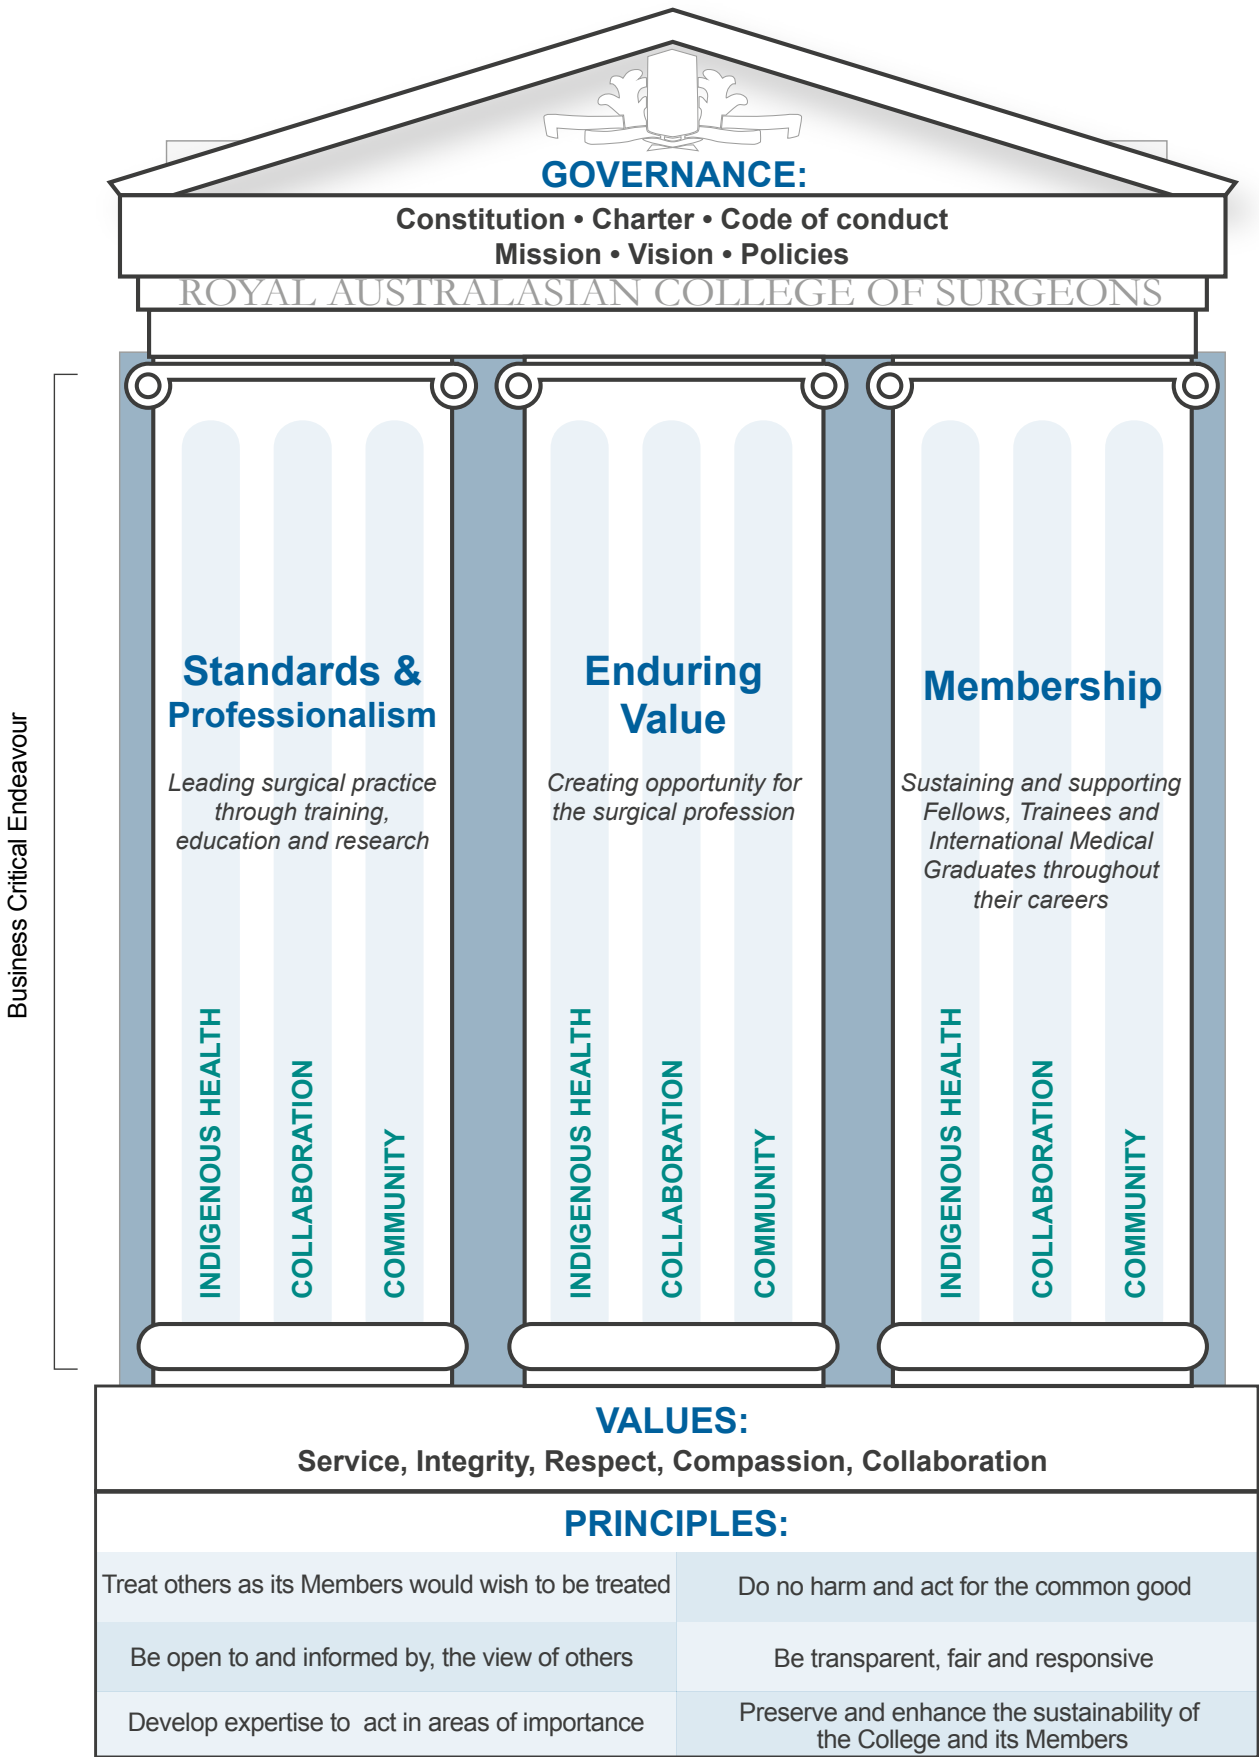 GOVERNANCE:
Constitution • Charter • Code of conduct
Mission • Vision • Policies
ROYAL AUSTRALASIAN COLLEGE OF SURGEONS
Business Critical Endeavour
Standards &
Professionalism
Leading surgical practice
through training,
education and research
INDIGENOUS HEALTH
COLLABORATION
COMMUNITY
Enduring
Value
Creating opportunity for
the surgical profession
INDIGENOUS HEALTH
COLLABORATION
COMMUNITY
Membership
Sustaining and supporting
Fellows, Trainees and
International Medical
Graduates throughout
their careers
INDIGENOUS HEALTH
COLLABORATION
COMMUNITY
VALUES:
Service, Integrity, Respect, Compassion, Collaboration
PRINCIPLES:
Treat others as its Members would wish to be treated
Do no harm and act for the common good
Be open to and informed by, the view of others
Be transparent, fair and responsive
Develop expertise to  act in areas of importance
Preserve and enhance the sustainability of
the College and its Members